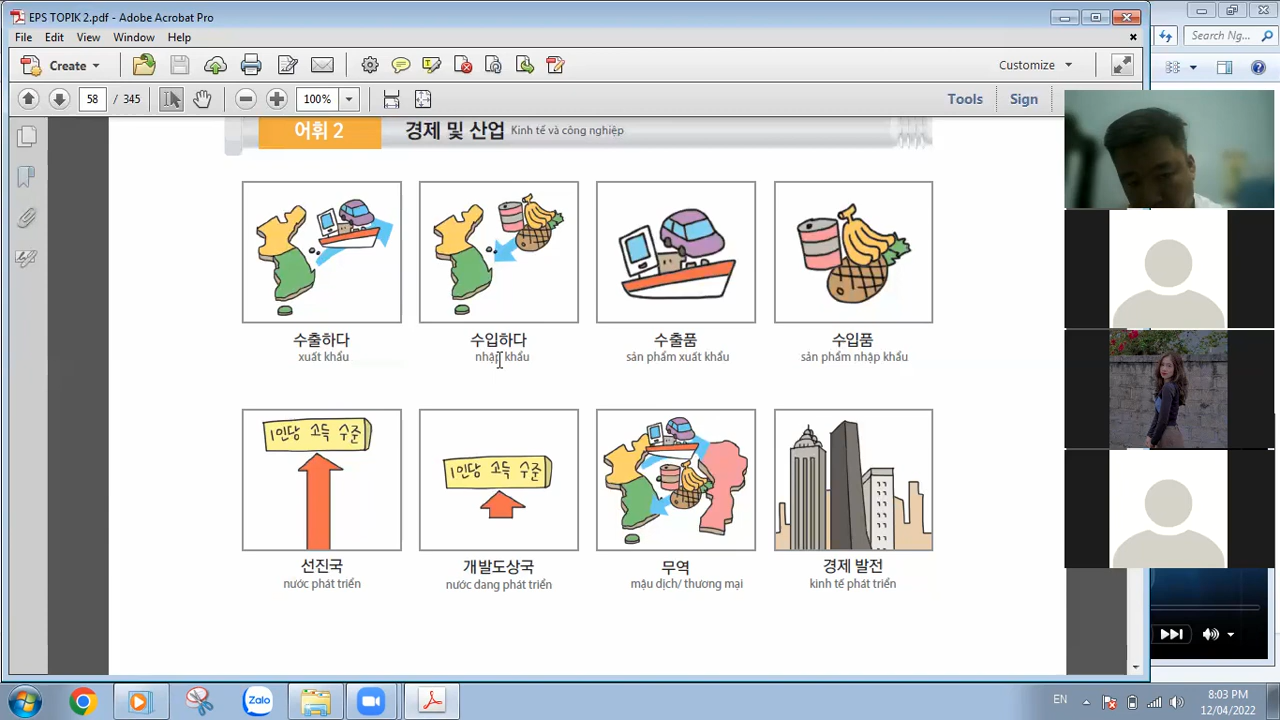 EPS TOPIK 2.pdf - Adobe Acrobat Pro
File Edit View Window Help
Create
Customize
58 / 345
100%
Tools Sign
Search Ng...
어휘 2 경제 및 산업 Kinh tế và công nghiệp
수출하다 수입하다 수출품 수입품
xuất khẩu nhập khẩu sản phẩm xuất khẩu sản phẩm nhập khẩu
1인당 소득 수준
1인당 소득 수준
선진국 개발도상국 무역 경제 발전
nước phát triển nước đang phát triển mậu dịch/ thương mại kinh tế phát triển
Zalo
EN
8:03 PM
12/04/2022